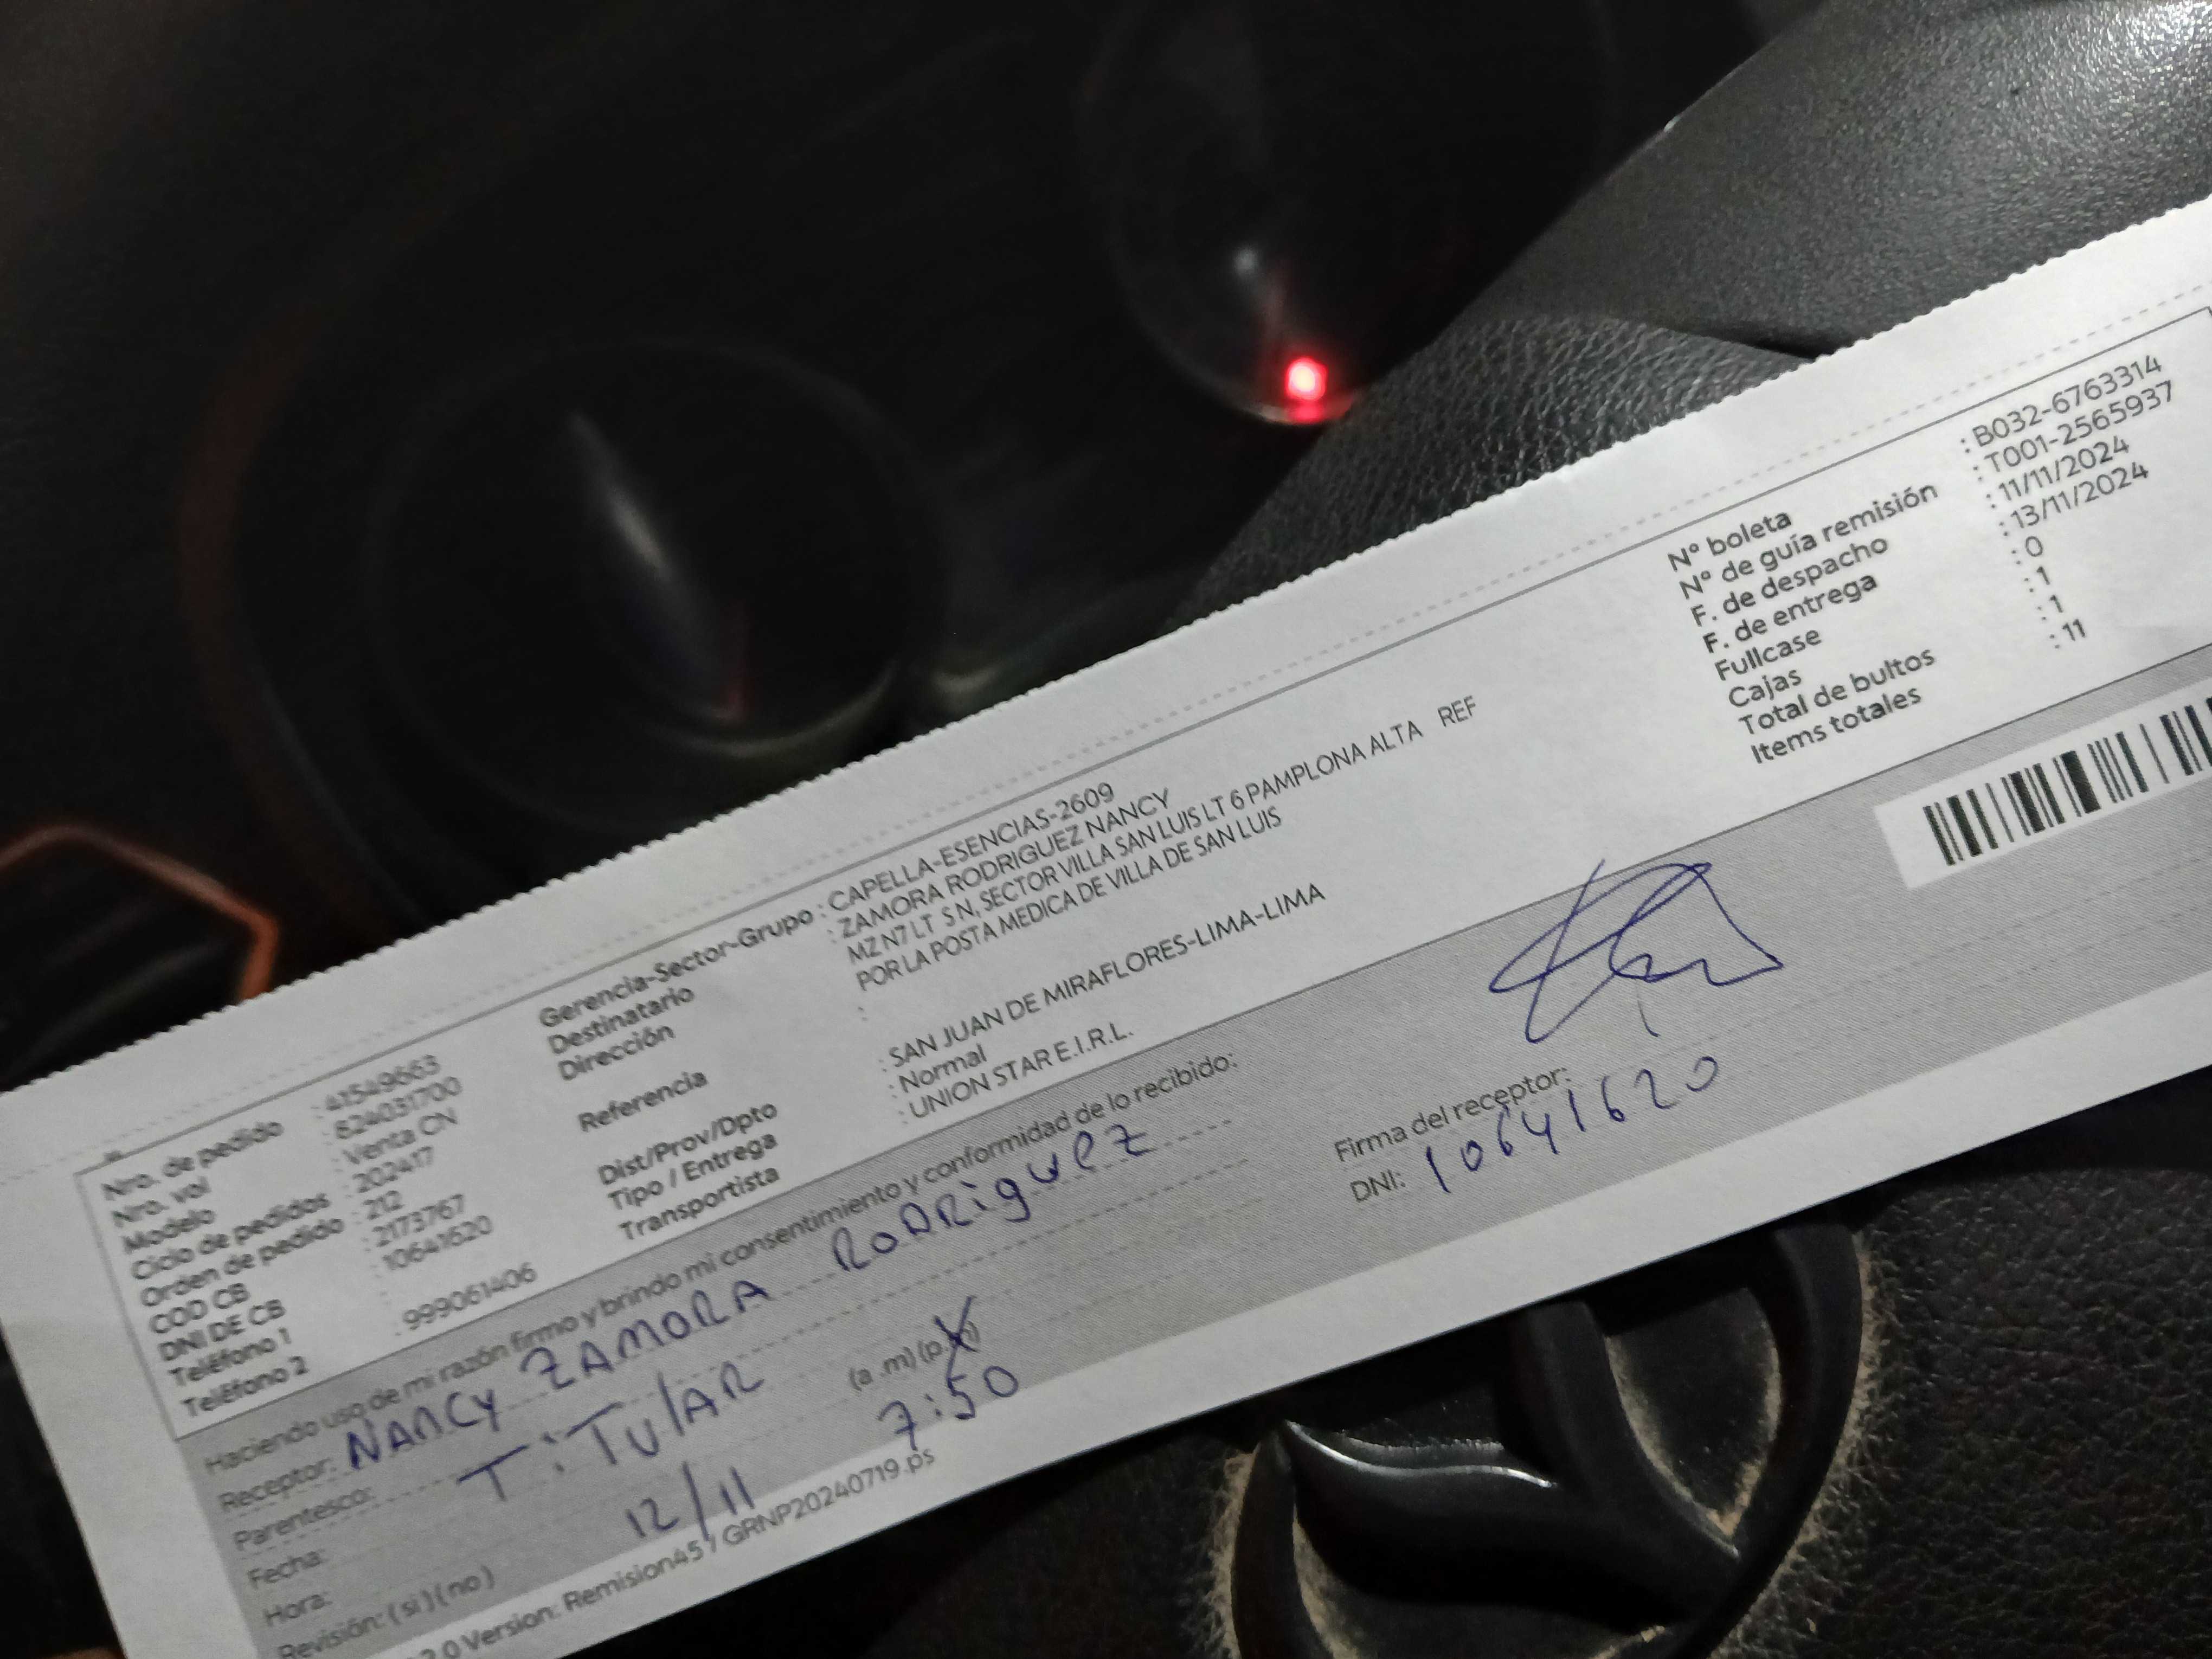 Nro. de pedido : 41549663
Nro. vol : 824031700
Modelo : Venta CN
Ciclo de pedidos : 202417
Orden de pedido : 212
COD CB : 2173767
DNI DE CB : 10641620
Teléfono 1 :
Teléfono 2 : 999061406
Gerencia-Sector-Grupo : CAPELLA-ESENCIAS-2609
Destinatario : ZAMORA RODRIGUEZ NANCY
Dirección MZ N7 LT S N, SECTOR VILLA SAN LUIS LT 6 PAMPLONA ALTA REF
POR LA POSTA MEDICA DE VILLA DE SAN LUIS
Referencia :
Dist/Prov/Dpto : SAN JUAN DE MIRAFLORES-LIMA-LIMA
Tipo / Entrega : Normal
Transportista : UNION STAR E.I.R.L.
N° boleta : B032-6763314
N° de guía remisión : T001-2565937
F. de despacho : 11/11/2024
F. de entrega : 13/11/2024
Fullcase : 0
Cajas : 1
Total de bultos : 1
Items totales : 11
Haciendo uso de mi razón firmo y brindo mi consentimiento y conformidad de lo recibido:
Receptor: NANCY ZAMORA RODRIGUEZ
Parentesco: TiTulAR
Fecha: 12/11
Hora: 7:50 (a .m) (p.
Revisión: ( si ) ( no )
Firma del receptor:
DNI: 10641620
2.0 Version: Remision45 / GRNP20240719.ps